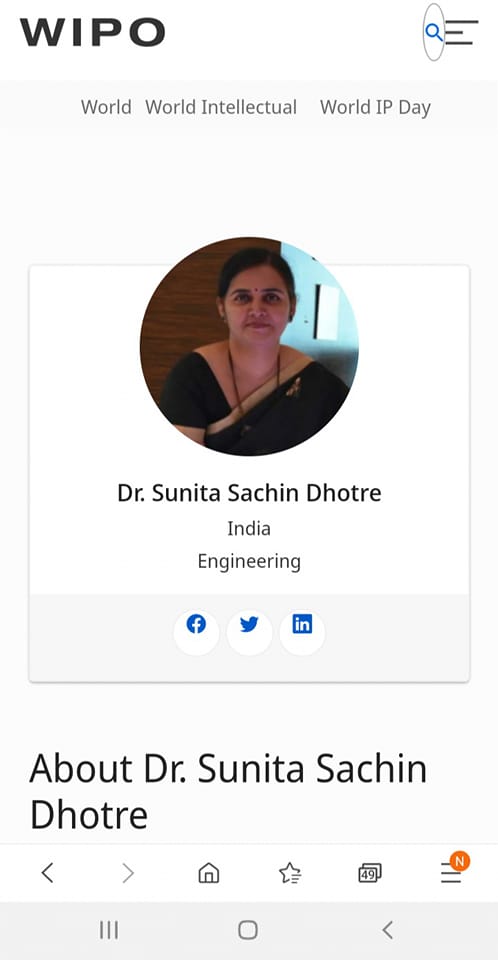 WIPO
World World Intellectual World IP Day
Dr. Sunita Sachin Dhotre
India
Engineering
About Dr. Sunita Sachin
Dhotre
49
N